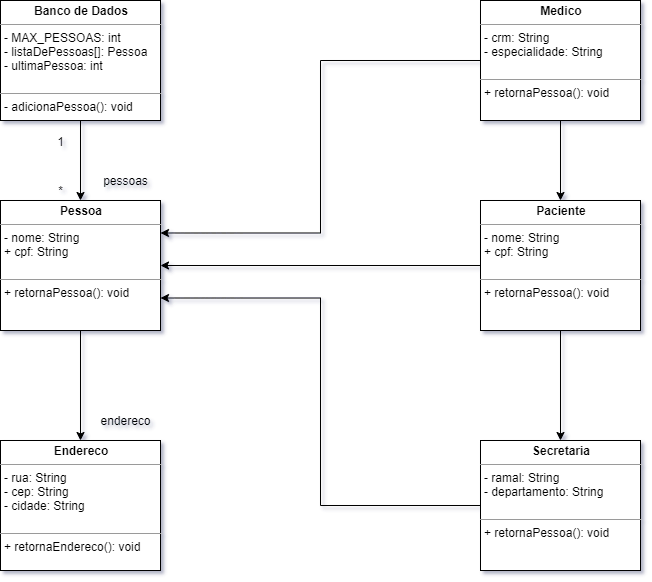 Banco de Dados
- MAX_PESSOAS: int
- listaDePessoas[]: Pessoa
- ultimaPessoa: int
- adicionaPessoa(): void
1
*
pessoas
Pessoa
- nome: String
+ cpf: String
+ retornaPessoa(): void
endereco
Endereco
- rua: String
- cep: String
- cidade: String
+ retornaEndereco(): void
Medico
- crm: String
- especialidade: String
+ retornaPessoa(): void
Paciente
- nome: String
+ cpf: String
+ retornaPessoa(): void
Secretaria
- ramal: String
- departamento: String
+ retornaPessoa(): void